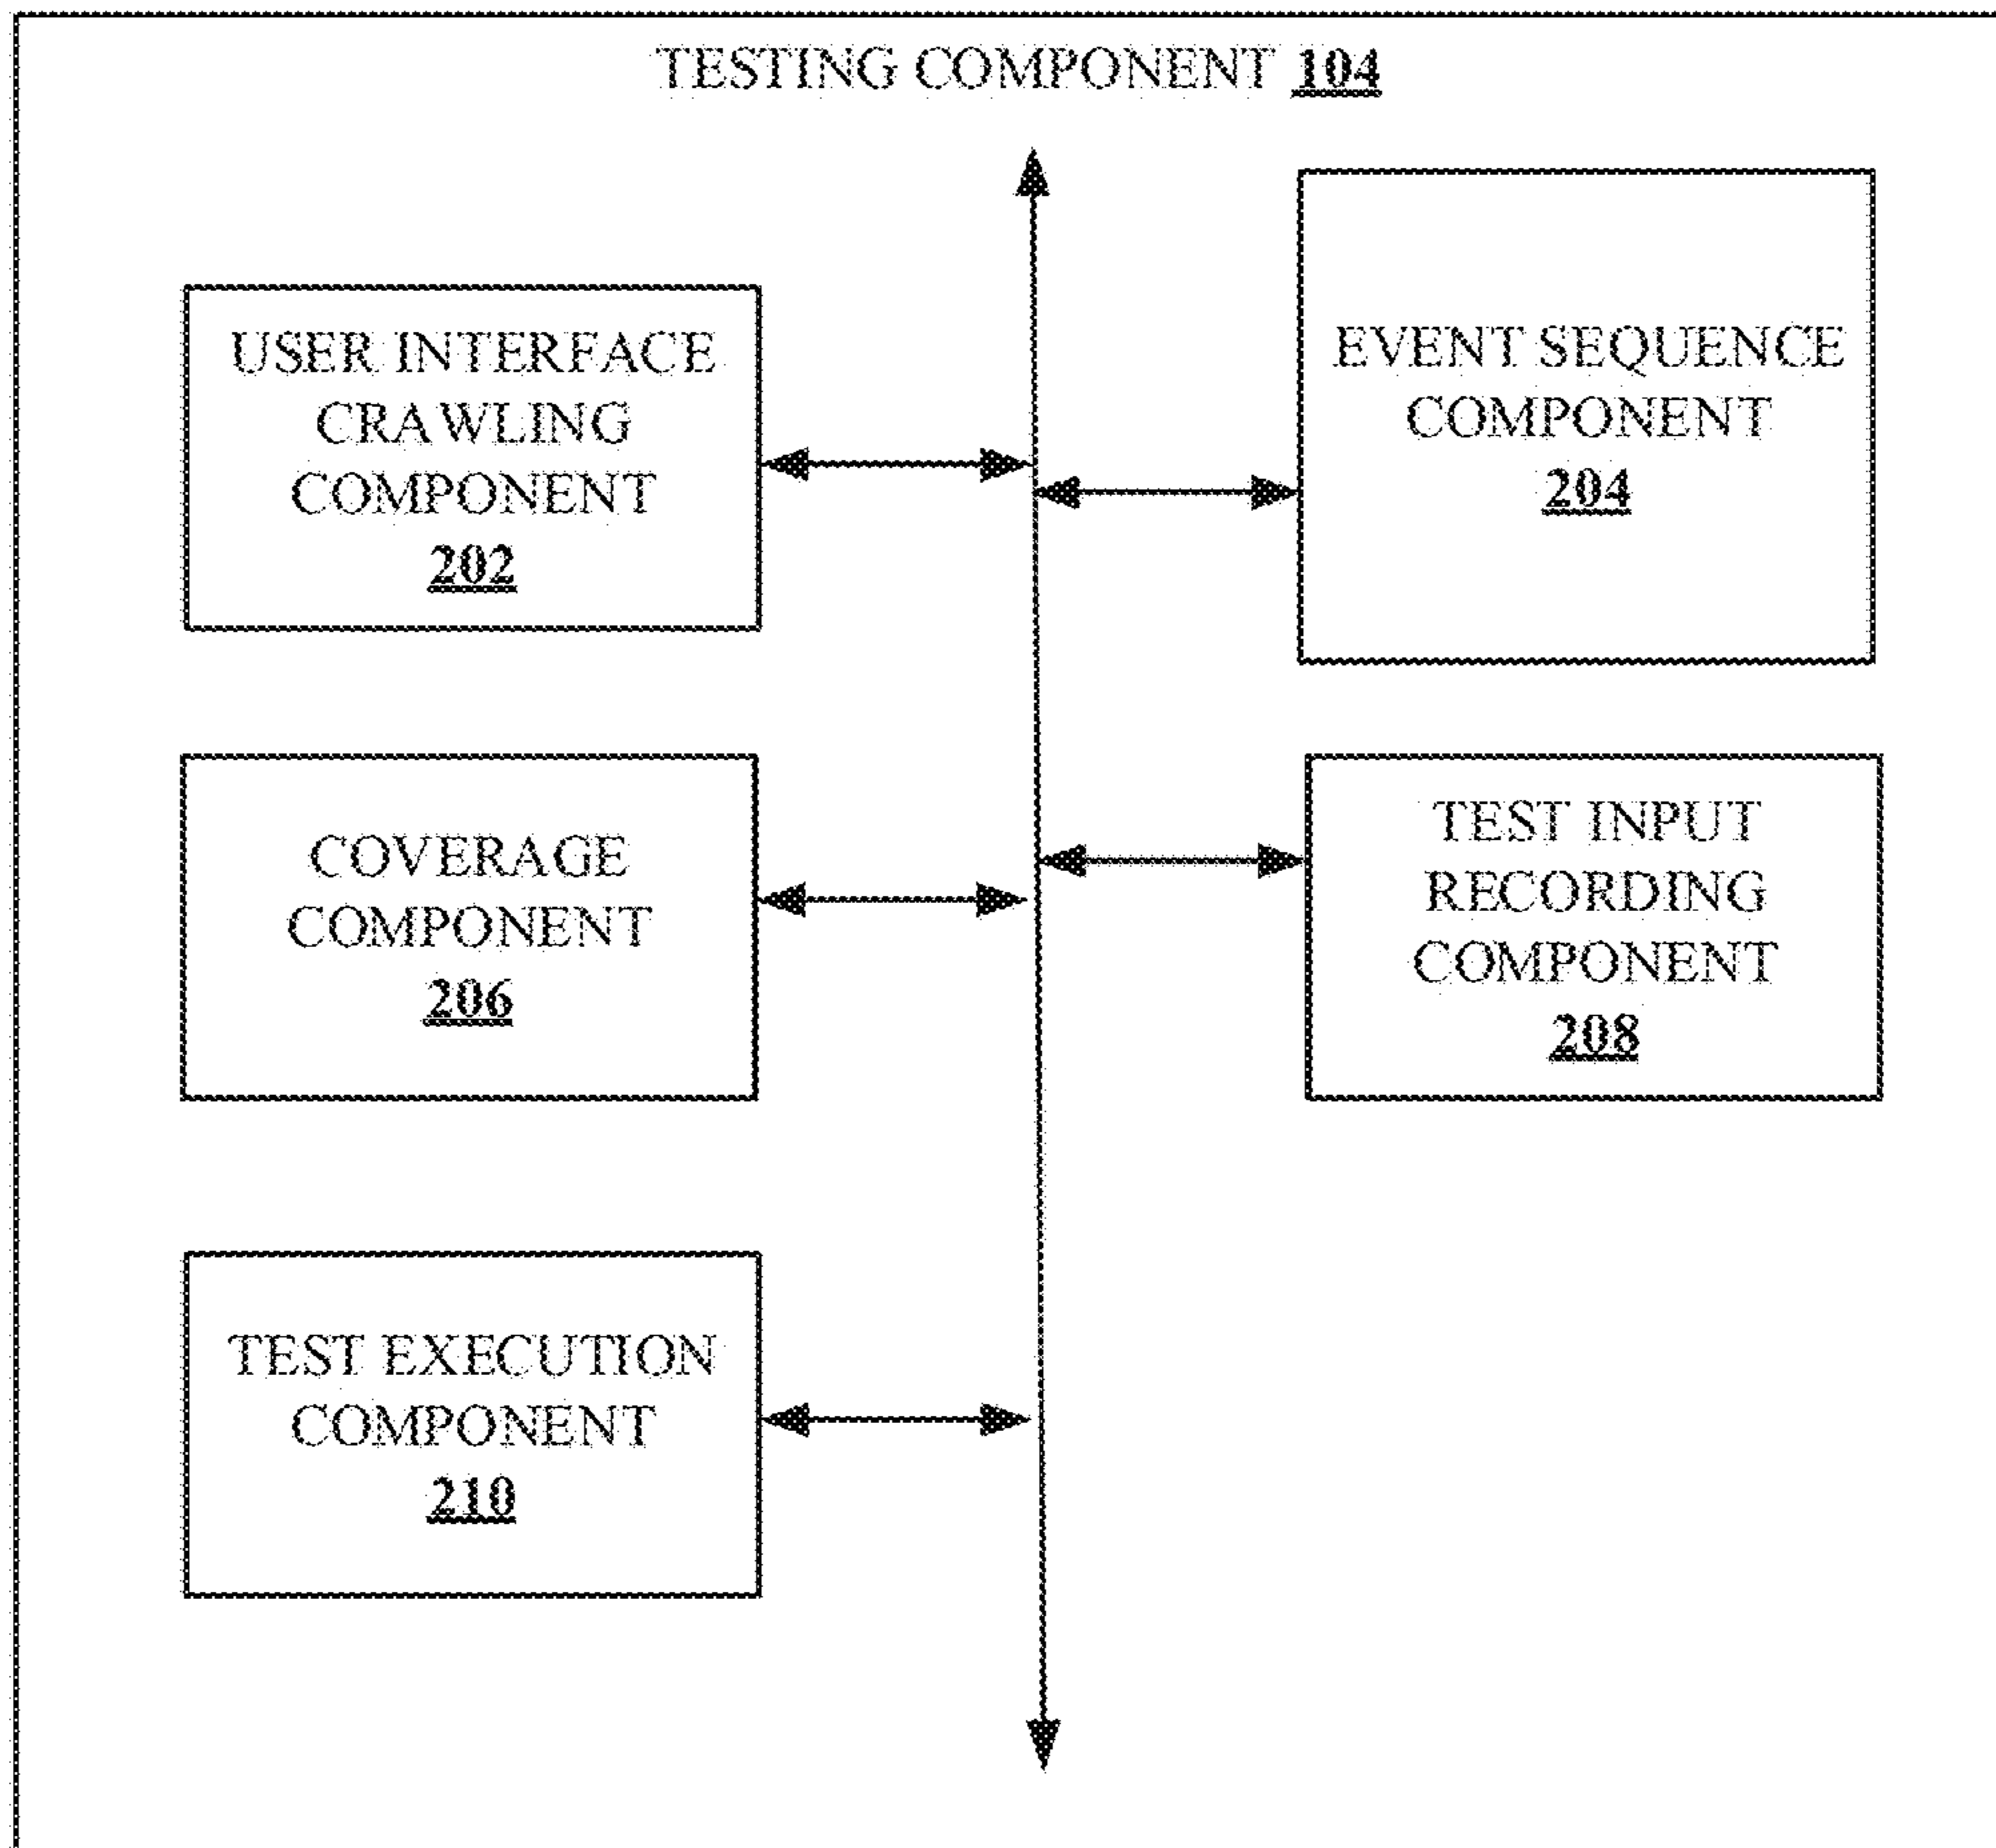 TESTING COMPONENT 104
USER INTERFACE
CRAWLING
COMPONENT
202
EVENT SEQUENCE
COMPONENT
204
COVERAGE
COMPONENT
206
TEST INPUT
RECORDING
COMPONENT
208
TEST EXECUTION
COMPONENT
210